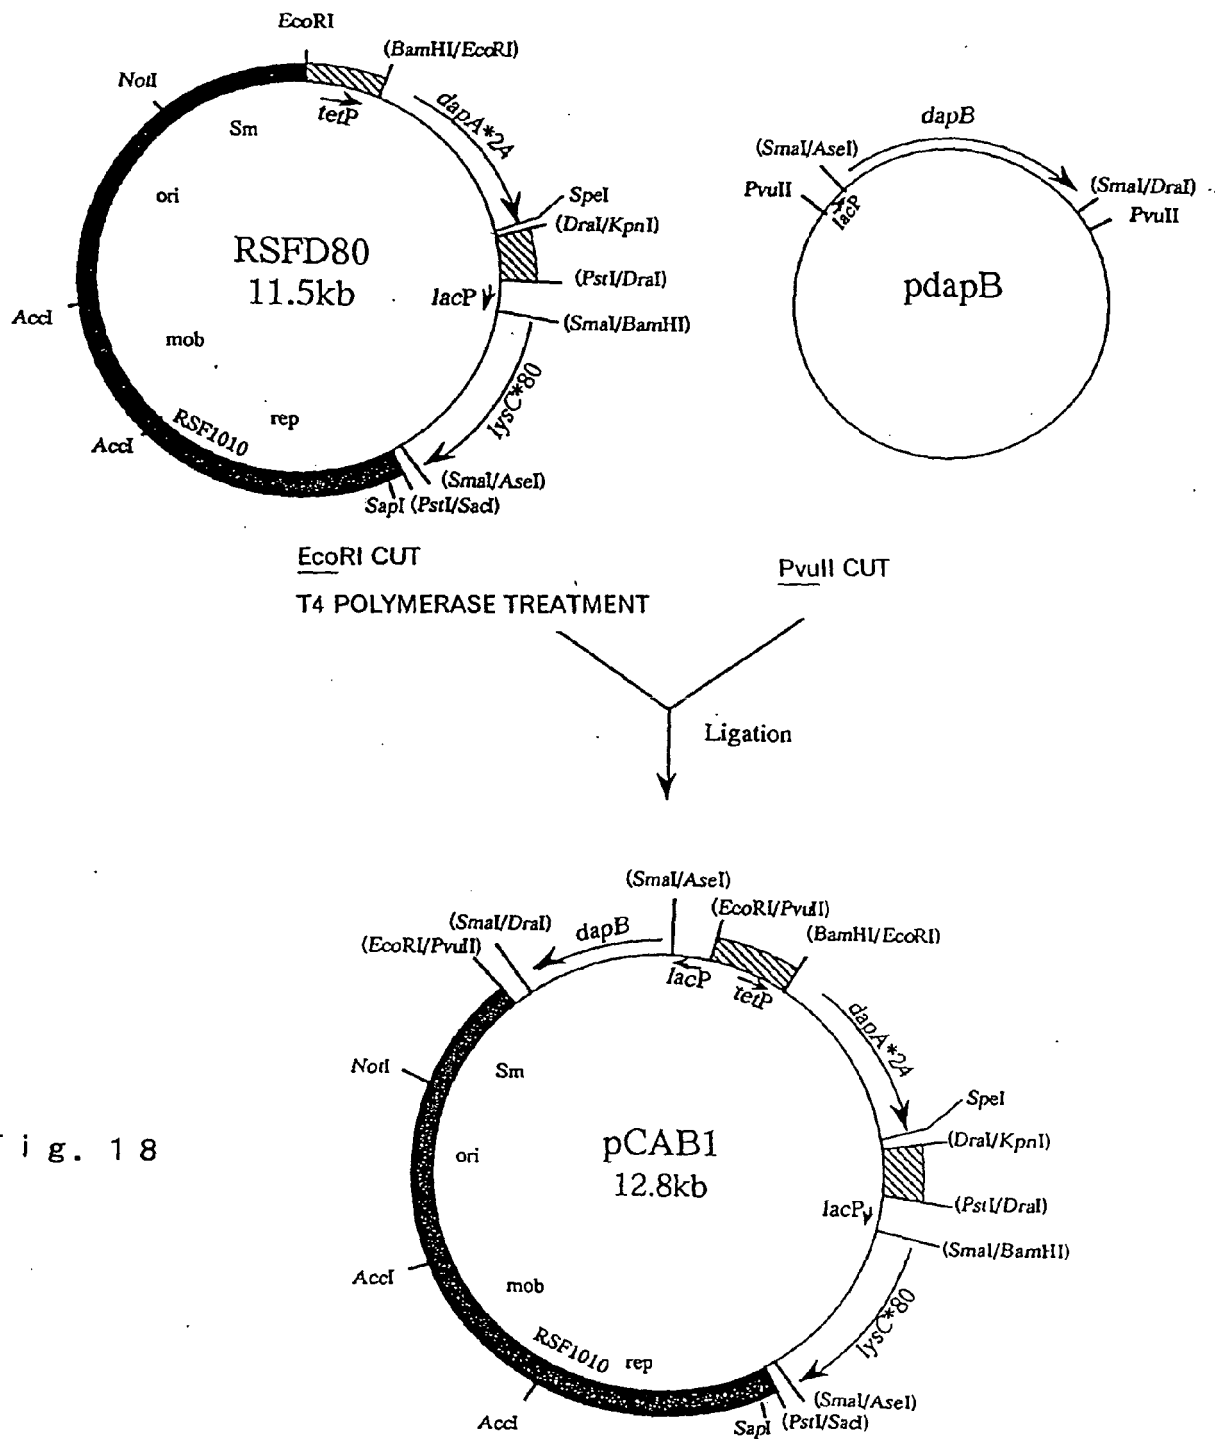 EcoRI
(BamHI/EcoRI)
NotI
tetP
dapA*2A
Sm
ori
SpeI
(DraI/KpnI)
RSFD80
11.5kb
(PstI/DraI)
lacP
(SmaI/BamHI)
AccI
mob
lysC*80
rep
RSF1010
AccI
(SmaI/AseI)
SapI (PstI/SacI)
dapB
(SmaI/AseI)
PvuII
lacP
(SmaI/DraI)
PvuII
pdapB
EcoRI CUT
T4 POLYMERASE TREATMENT
PvuII CUT
Ligation
(SmaI/AseI)
(EcoRI/PvuII)
(SmaI/DraI)
dapB
(BamHI/EcoRI)
(EcoRI/PvuII)
lacP
tetP
dapA*2A
NotI
Sm
SpeI
(DraI/KpnI)
ori
pCAB1
12.8kb
(PstI/DraI)
lacP
(SmaI/BamHI)
AccI
mob
lysC*80
RSF1010
rep
AccI
(SmaI/AseI)
SapI (PstI/SacI)
ig. 18